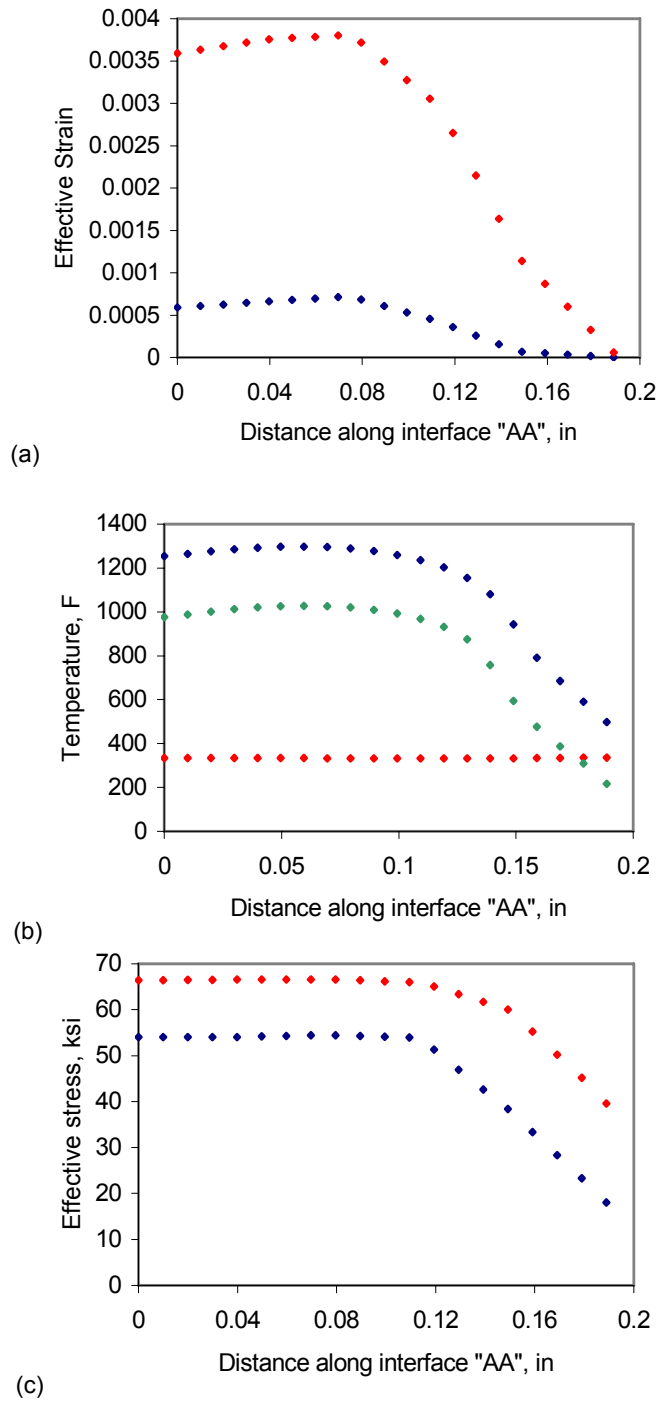 0.004
0.0035
0.003
0.0025
0.002
0.0015
0.001
0.0005
0
Effective Strain
0 0.04 0.08 0.12 0.16 0.2
Distance along interface "AA", in
(a)
1400
1200
1000
800
600
400
200
0
Temperature, F
0 0.05 0.1 0.15 0.2
Distance along interface "AA", in
(b)
70
60
50
40
30
20
10
0
Effective stress, ksi
0 0.04 0.08 0.12 0.16 0.2
Distance along interface "AA", in
(c)